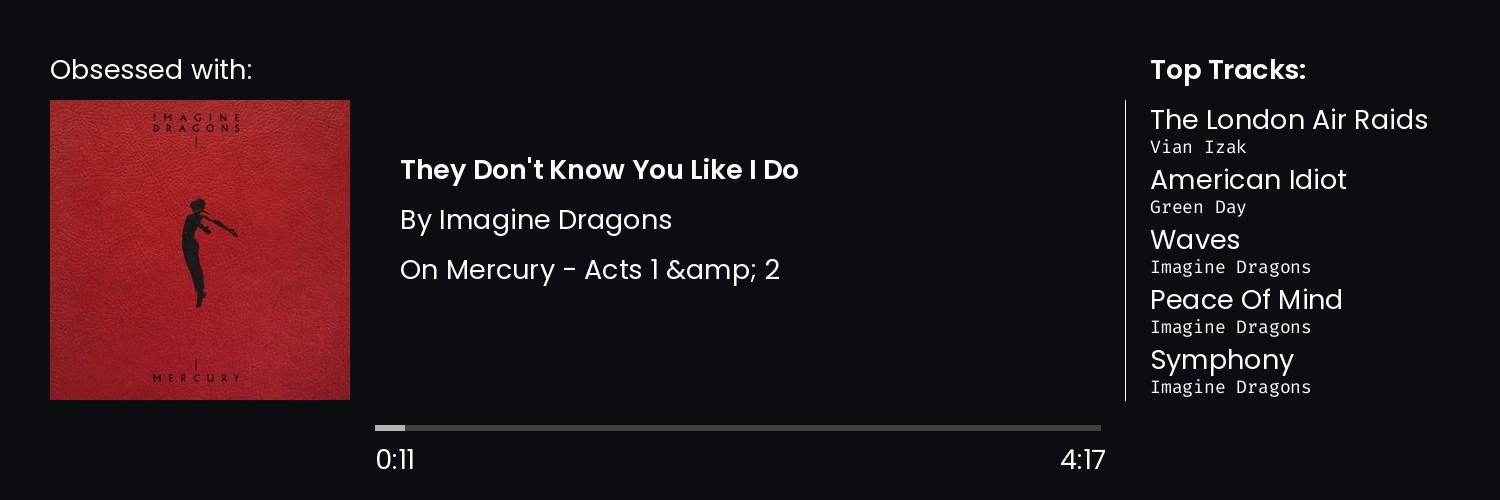 Obsessed with:
IMAGINE
DRAGONS
MERCURY
They Don't Know You Like I Do
By Imagine Dragons
On Mercury - Acts 1 &amp; 2
0:11
4:17
Top Tracks:
The London Air Raids
Vian Izak
American Idiot
Green Day
Waves
Imagine Dragons
Peace Of Mind
Imagine Dragons
Symphony
Imagine Dragons